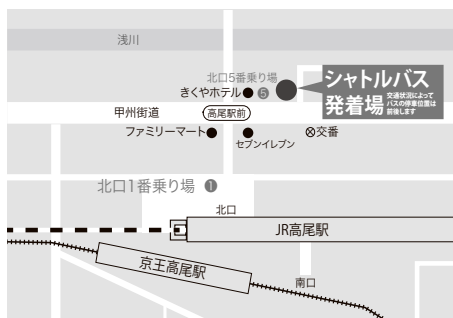 浅川
北口5番乗り場
きくやホテル● ⑤
シャトルバス
発着場
交通状況によって
バスの停車位置は
前後します
甲州街道
高尾駅前
ファミリーマート●
セブンイレブン
交番
北口1番乗り場 ❶
北口
JR高尾駅
京王高尾駅
南口